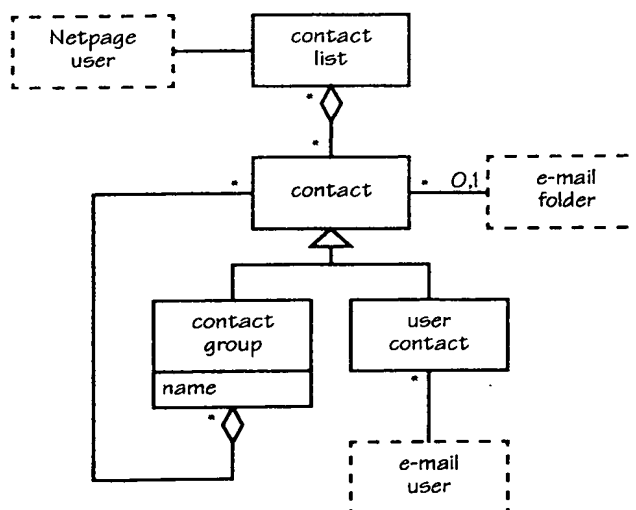 Netpage
user
contact
list
*
*
*
contact
*
0,1
e-mail
folder
contact
group
name
user
contact
*
*
e-mail
user